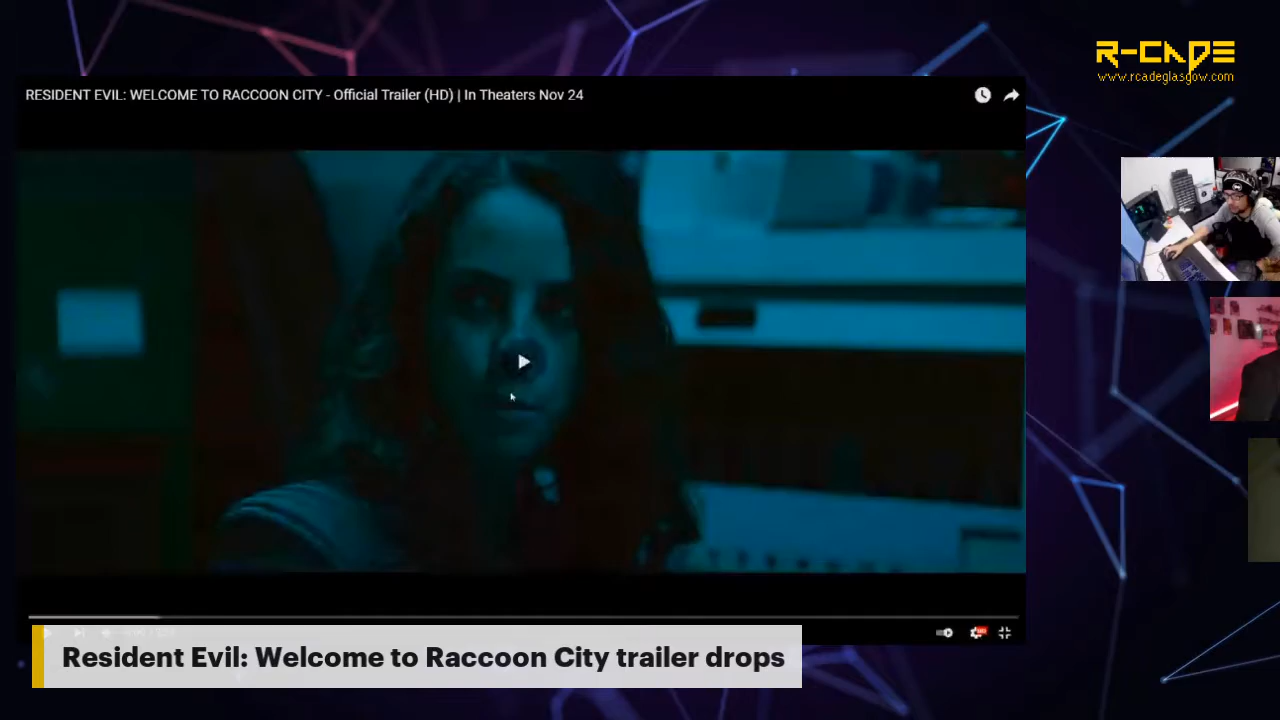 R-CADE
www.rcadeglasgow.com
RESIDENT EVIL: WELCOME TO RACCOON CITY - Official Trailer (HD) | In Theaters Nov 24
Resident Evil: Welcome to Raccoon City trailer drops